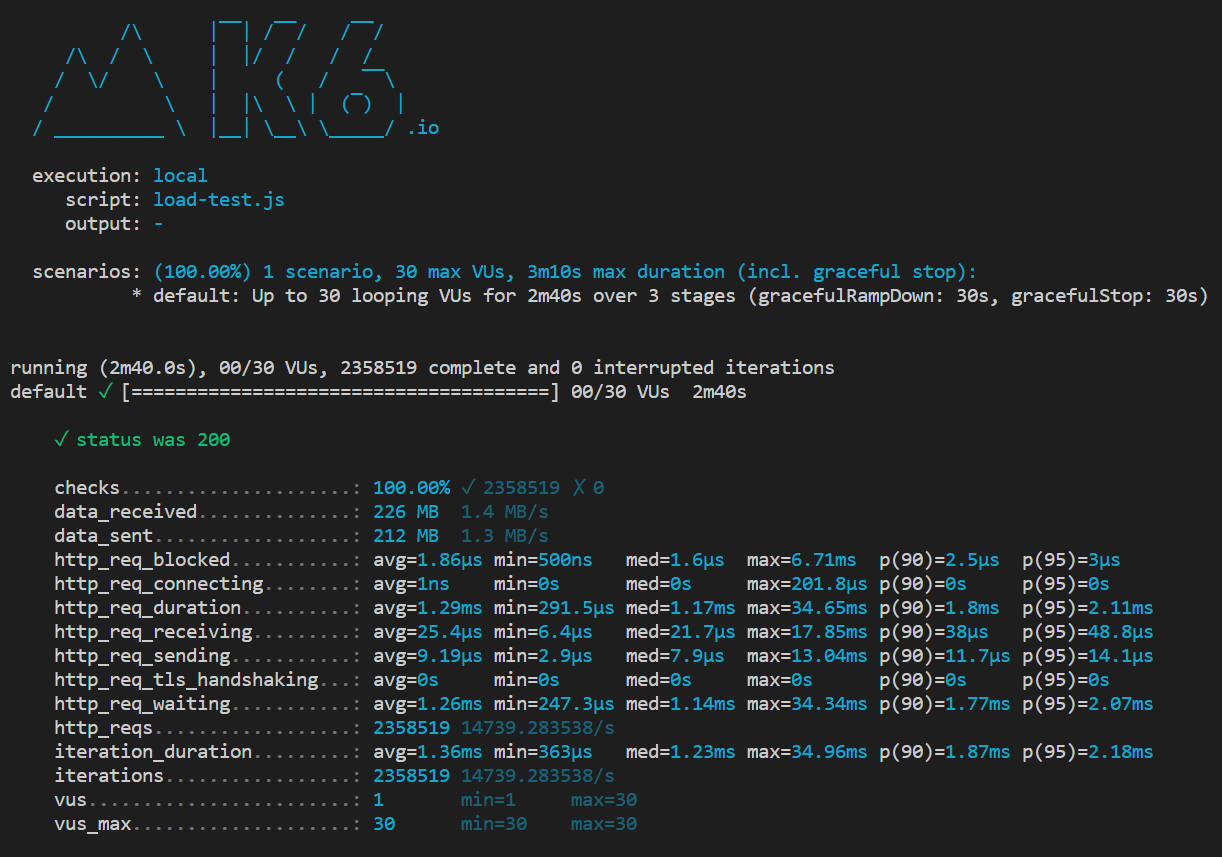 .io
execution: local
script: load-test.js
output: -
scenarios: (100.00%) 1 scenario, 30 max VUs, 3m10s max duration (incl. graceful stop):
* default: Up to 30 looping VUs for 2m40s over 3 stages (gracefulRampDown: 30s, gracefulStop: 30s)
running (2m40.0s), 00/30 VUs, 2358519 complete and 0 interrupted iterations
default ✓ [======================================] 00/30 VUs  2m40s
✓ status was 200
checks.....................: 100.00% ✓ 2358519 ✗ 0
data_received..............: 226 MB  1.4 MB/s
data_sent..................: 212 MB  1.3 MB/s
http_req_blocked...........: avg=1.86µs min=500ns   med=1.6µs  max=6.71ms  p(90)=2.5µs  p(95)=3µs
http_req_connecting........: avg=1ns    min=0s      med=0s     max=201.8µs p(90)=0s     p(95)=0s
http_req_duration..........: avg=1.29ms min=291.5µs med=1.17ms max=34.65ms p(90)=1.8ms  p(95)=2.11ms
http_req_receiving.........: avg=25.4µs min=6.4µs   med=21.7µs max=17.85ms p(90)=38µs   p(95)=48.8µs
http_req_sending...........: avg=9.19µs min=2.9µs   med=7.9µs  max=13.04ms p(90)=11.7µs p(95)=14.1µs
http_req_tls_handshaking...: avg=0s     min=0s      med=0s     max=0s      p(90)=0s     p(95)=0s
http_req_waiting...........: avg=1.26ms min=247.3µs med=1.14ms max=34.34ms p(90)=1.77ms p(95)=2.07ms
http_reqs..................: 2358519 14739.283538/s
iteration_duration.........: avg=1.36ms min=363µs   med=1.23ms max=34.96ms p(90)=1.87ms p(95)=2.18ms
iterations.................: 2358519 14739.283538/s
vus........................: 1       min=1     max=30
vus_max....................: 30      min=30    max=30